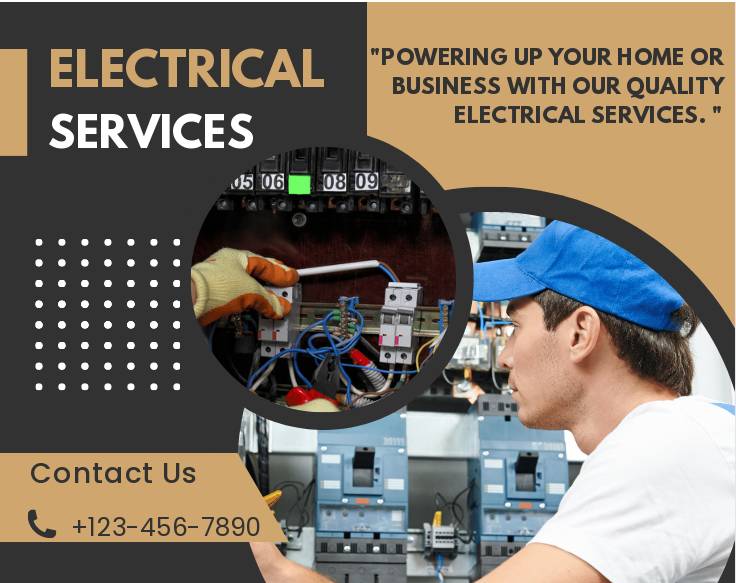 ELECTRICAL
SERVICES
"POWERING UP YOUR HOME OR
BUSINESS WITH OUR QUALITY
ELECTRICAL SERVICES. "
05 06 08 09
Contact Us
+123-456-7890